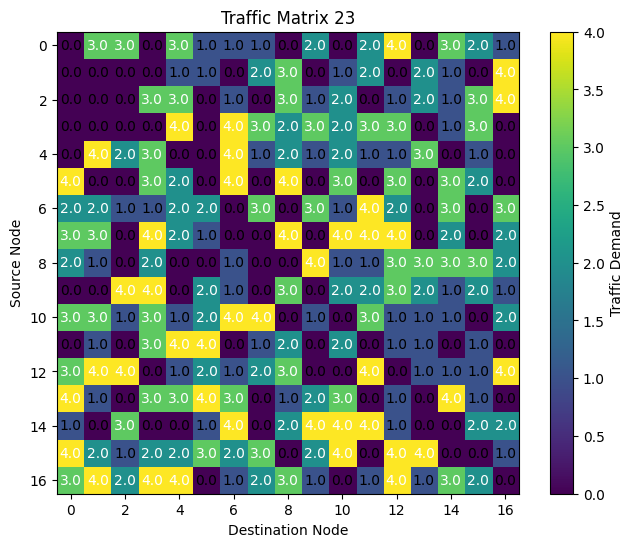 Traffic Matrix 23
0 0.0 3.0 3.0 0.0 3.0 1.0 1.0 1.0 0.0 2.0 0.0 2.0 4.0 0.0 3.0 2.0 1.0
0.0 0.0 0.0 0.0 1.0 1.0 0.0 2.0 3.0 0.0 1.0 2.0 0.0 2.0 1.0 0.0 4.0
2 0.0 0.0 0.0 3.0 3.0 0.0 1.0 0.0 3.0 1.0 2.0 0.0 1.0 2.0 1.0 3.0 4.0
0.0 0.0 0.0 0.0 4.0 0.0 4.0 3.0 2.0 3.0 2.0 3.0 3.0 0.0 1.0 3.0 0.0
4 0.0 4.0 2.0 3.0 0.0 0.0 4.0 1.0 2.0 1.0 2.0 1.0 1.0 3.0 0.0 1.0 0.0
4.0 0.0 0.0 3.0 2.0 0.0 4.0 0.0 4.0 0.0 3.0 0.0 3.0 0.0 3.0 2.0 0.0
6 2.0 2.0 1.0 1.0 2.0 2.0 0.0 3.0 0.0 3.0 1.0 4.0 2.0 0.0 3.0 0.0 3.0
3.0 3.0 0.0 4.0 2.0 1.0 0.0 0.0 4.0 0.0 4.0 4.0 4.0 0.0 2.0 0.0 2.0
8 2.0 1.0 0.0 2.0 0.0 0.0 1.0 0.0 0.0 4.0 1.0 1.0 3.0 3.0 3.0 3.0 2.0
0.0 0.0 4.0 4.0 0.0 2.0 1.0 0.0 3.0 0.0 2.0 2.0 3.0 2.0 1.0 2.0 1.0
10 3.0 3.0 1.0 3.0 1.0 2.0 4.0 4.0 0.0 1.0 0.0 3.0 1.0 1.0 1.0 0.0 2.0
0.0 1.0 0.0 3.0 4.0 4.0 0.0 1.0 2.0 0.0 2.0 0.0 1.0 1.0 0.0 1.0 0.0
12 3.0 4.0 4.0 0.0 1.0 2.0 1.0 2.0 3.0 0.0 0.0 4.0 0.0 1.0 1.0 1.0 4.0
4.0 1.0 0.0 3.0 3.0 4.0 3.0 0.0 1.0 2.0 3.0 0.0 1.0 0.0 4.0 1.0 0.0
14 1.0 0.0 3.0 0.0 0.0 1.0 4.0 0.0 2.0 4.0 4.0 4.0 1.0 0.0 0.0 2.0 2.0
4.0 2.0 1.0 2.0 2.0 3.0 2.0 3.0 0.0 2.0 4.0 0.0 4.0 4.0 0.0 0.0 1.0
16 3.0 4.0 2.0 4.0 4.0 0.0 1.0 2.0 3.0 1.0 0.0 1.0 4.0 1.0 3.0 2.0 0.0
0 2 4 6 8 10 12 14 16
Destination Node
Source Node
4.0
3.5
3.0
2.5
2.0
1.5
1.0
0.5
0.0
Traffic Demand